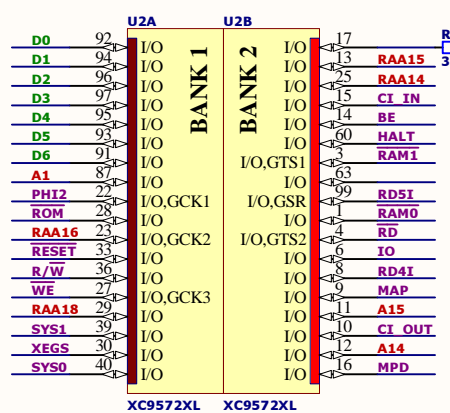 U2A U2B
D0 92 I/O I/O 17 R
D1 94 I/O I/O 13 RAA15 3
D2 96 I/O I/O 25 RAA14
D3 97 I/O I/O 15 CI_IN
D4 95 I/O I/O 14 BE
D5 93 I/O I/O 60 HALT
D6 91 I/O I/O,GTS1 3 RAM1
A1 87 I/O I/O 63
PHI2 22 I/O,GCK1 I/O,GSR 99 RD5I
ROM 28 I/O I/O 1 RAM0
RAA16 23 I/O,GCK2 I/O,GTS2 4 RD
RESET 33 I/O I/O 6 IO
R/W 36 I/O I/O 8 RD4I
WE 27 I/O,GCK3 I/O 9 MAP
RAA18 29 I/O I/O 11 A15
SYS1 39 I/O I/O 10 CI_OUT
XEGS 30 I/O I/O 12 A14
SYS0 40 I/O I/O 16 MPD
BANK 1
BANK 2
XC9572XL XC9572XL